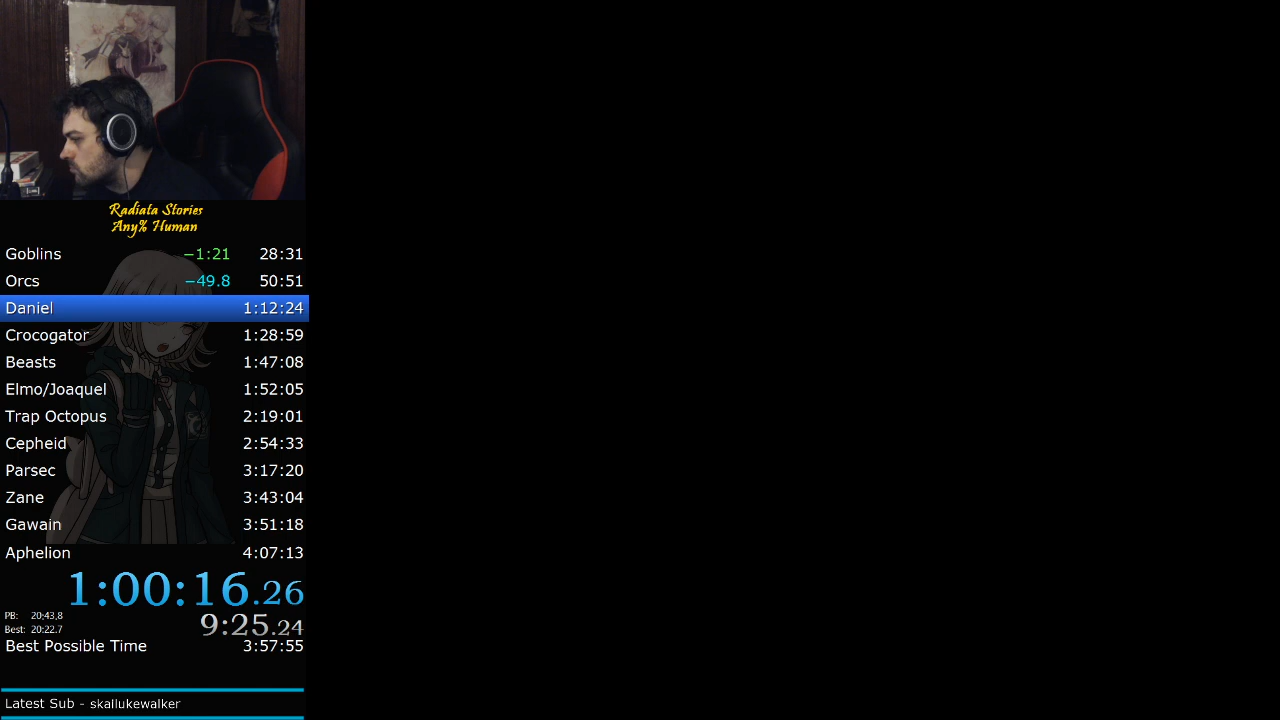 Radiata Stories
Any% Human
Goblins −1:21 28:31
Orcs −49.8 50:51
Daniel 1:12:24
Crocogator 1:28:59
Beasts 1:47:08
Elmo/Joaquel 1:52:05
Trap Octopus 2:19:01
Cepheid 2:54:33
Parsec 3:17:20
Zane 3:43:04
Gawain 3:51:18
Aphelion 4:07:13
1:00:16.26
PB: 20:43,8
9:25.24
Best: 20:22.7
Best Possible Time 3:57:55
Latest Sub - skallukewalker